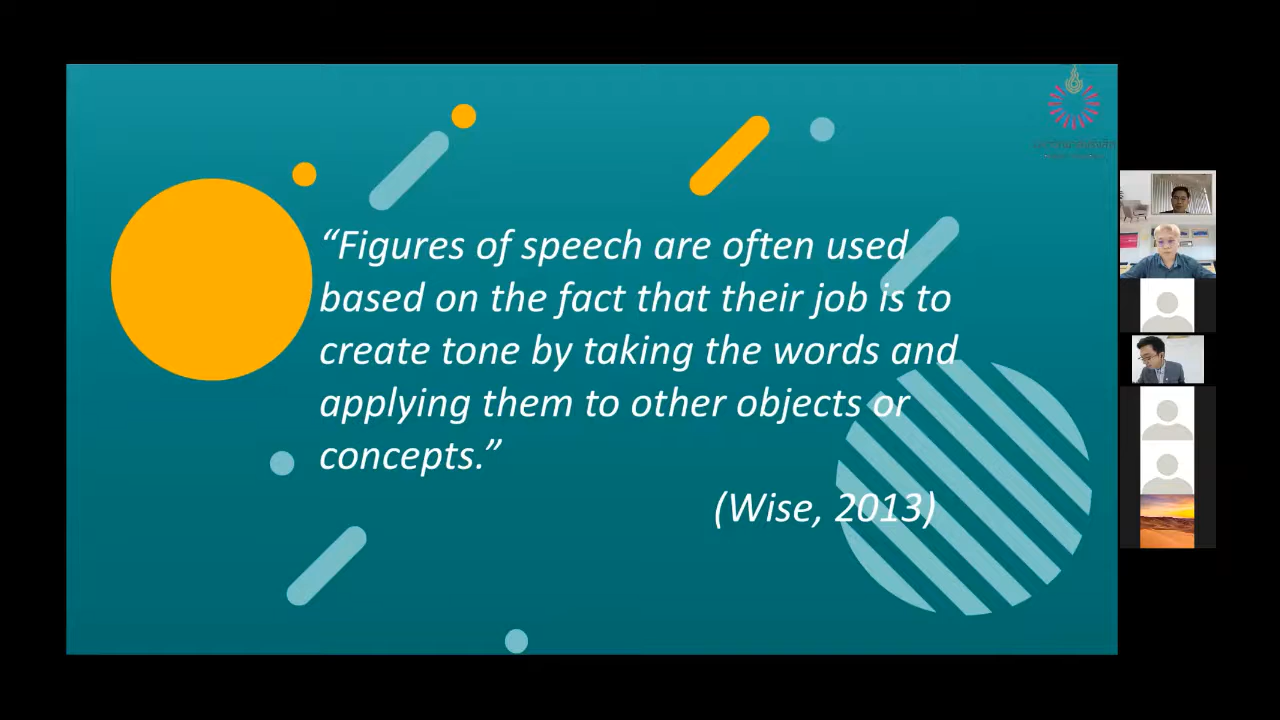 “Figures of speech are often used
based on the fact that their job is to
create tone by taking the words and
applying them to other objects or
concepts.”
(Wise, 2013)